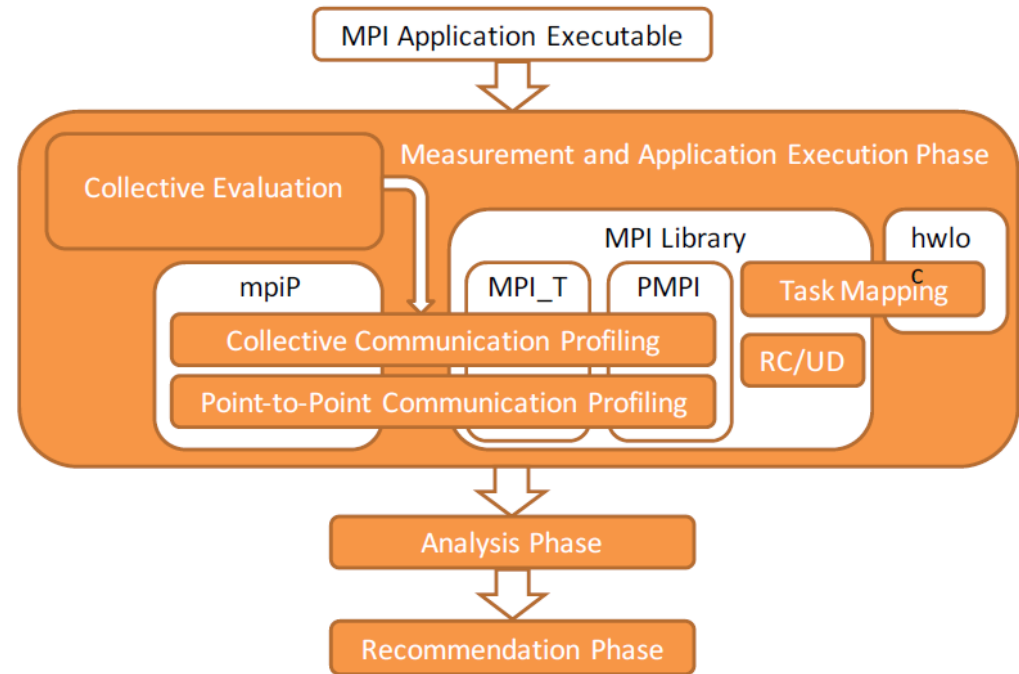 MPI Application Executable
Measurement and Application Execution Phase
Collective Evaluation
MPI Library
hwlo
c
mpiP
MPI_T
PMPI
Task Mapping
Collective Communication Profiling
RC/UD
Point-to-Point Communication Profiling
Analysis Phase
Recommendation Phase